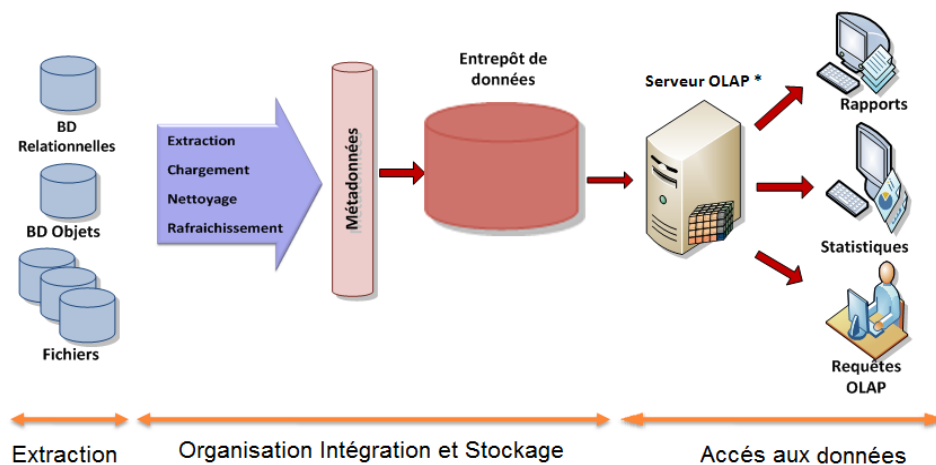 BD
Relationnelles
BD Objets
Fichiers
Extraction
Chargement
Nettoyage
Rafraichissement
Métadonnées
Entrepôt de
données
Serveur OLAP *
Rapports
Statistiques
Requêtes
OLAP
Extraction
Organisation Intégration et Stockage
Accés aux données